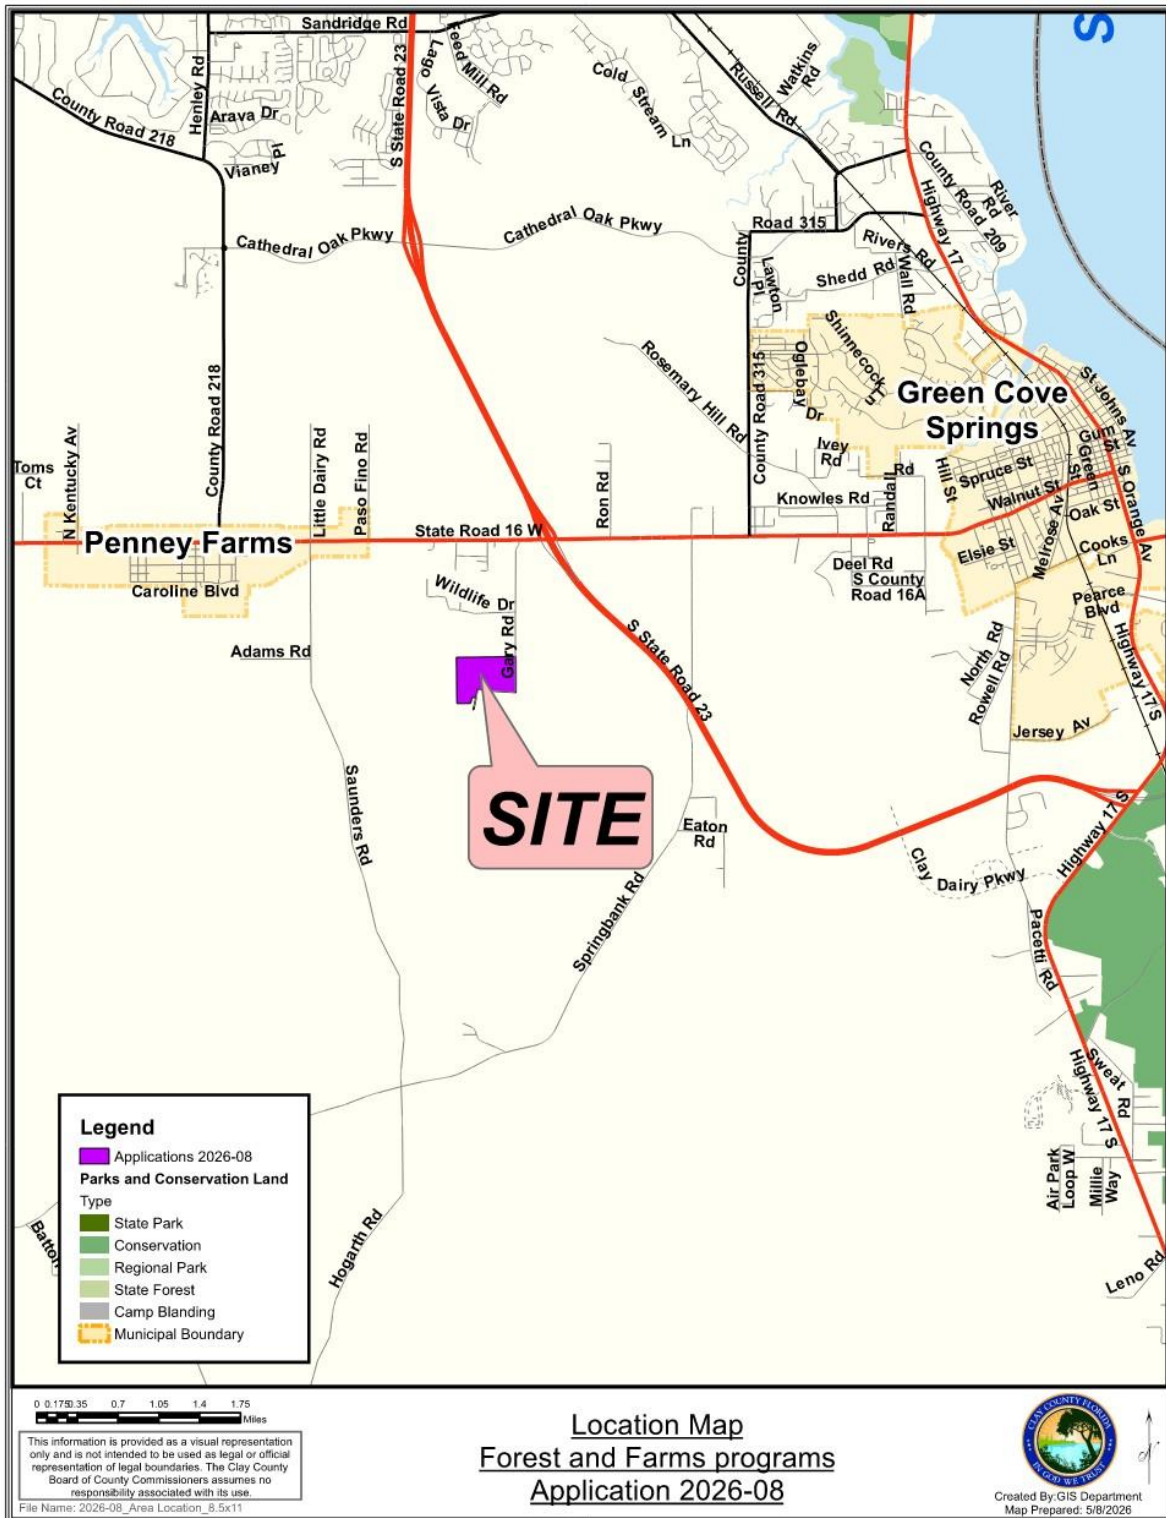 Sandridge Rd
S State Road 23
Lago Vista Dr
Feed Mill Rd
Cold Stream Ln
Russell Rd
Watkins Rd
S
Henley Rd
County Road 218
Arava Dr
Vianey Pl
County Road 209
River Rd
Highway 17
Cathedral Oak Pkwy
Cathedral Oak Pkwy
County Road 315
Rivers Rd
Lawton Pl
Shedd Rd
Wall Rd
Rosemary Hill Rd
Oglebay Dr
Shinnecock Ln
Green Cove
Springs
St Johns Av
County Road 218
County Road 315
Ivey Rd
Randall Rd
Hill St
Spruce St
Gum St
Green St
S Orange Av
Walnut St
Toms
Ct
N Kentucky Av
Little Dairy Rd
Paso Fino Rd
Ron Rd
Knowles Rd
Melrose Av
Oak St
Penney Farms
State Road 16 W
Elsie St
Cooks
Ln
Caroline Blvd
Wildlife Dr
Deel Rd
S County
Road 16A
Pearce
Blvd
Adams Rd
Gary Rd
S State Road 23
North Rd
Rowell Rd
Highway 17 S
Jersey Av
SITE
Saunders Rd
Eaton
Rd
Highway 17 S
Clay Dairy Pkwy
Springbank Rd
Pacetti Rd
Sweat Rd
Highway 17 S
Air Park
Loop W
Millie
Way
Leno Rd
Hogarth Rd
Legend
Applications 2026-08
Parks and Conservation Land
Type
State Park
Conservation
Regional Park
State Forest
Camp Blanding
Municipal Boundary
0 0.175 0.35 0.7 1.05 1.4 1.75
Miles
This information is provided as a visual representation
only and is not intended to be used as legal or official
representation of legal boundaries. The Clay County
Board of County Commissioners assumes no
responsibility associated with its use.
File Name: 2026-08_Area Location_8.5x11
Location Map
Forest and Farms programs
Application 2026-08
CLAY COUNTY FLORIDA
IN GOD WE TRUST
N
Created By:GIS Department
Map Prepared: 5/8/2026